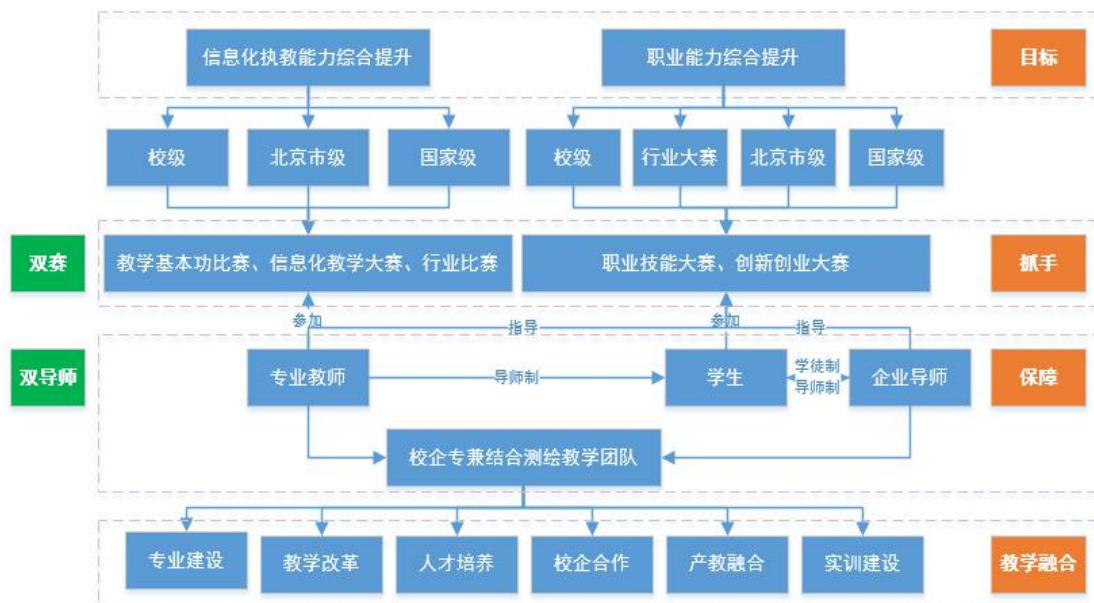 信息化执教能力综合提升
职业能力综合提升
目标
校级
北京市级
国家级
校级
行业大赛
北京市级
国家级
双赛
教学基本功比赛、信息化教学大赛、行业比赛
职业技能大赛、创新创业大赛
抓手
参加
指导
参加
指导
双导师
专业教师
导师制
学生
学徒制
导师制
企业导师
保障
校企专兼结合测绘教学团队
专业建设
教学改革
人才培养
校企合作
产教融合
实训建设
教学融合